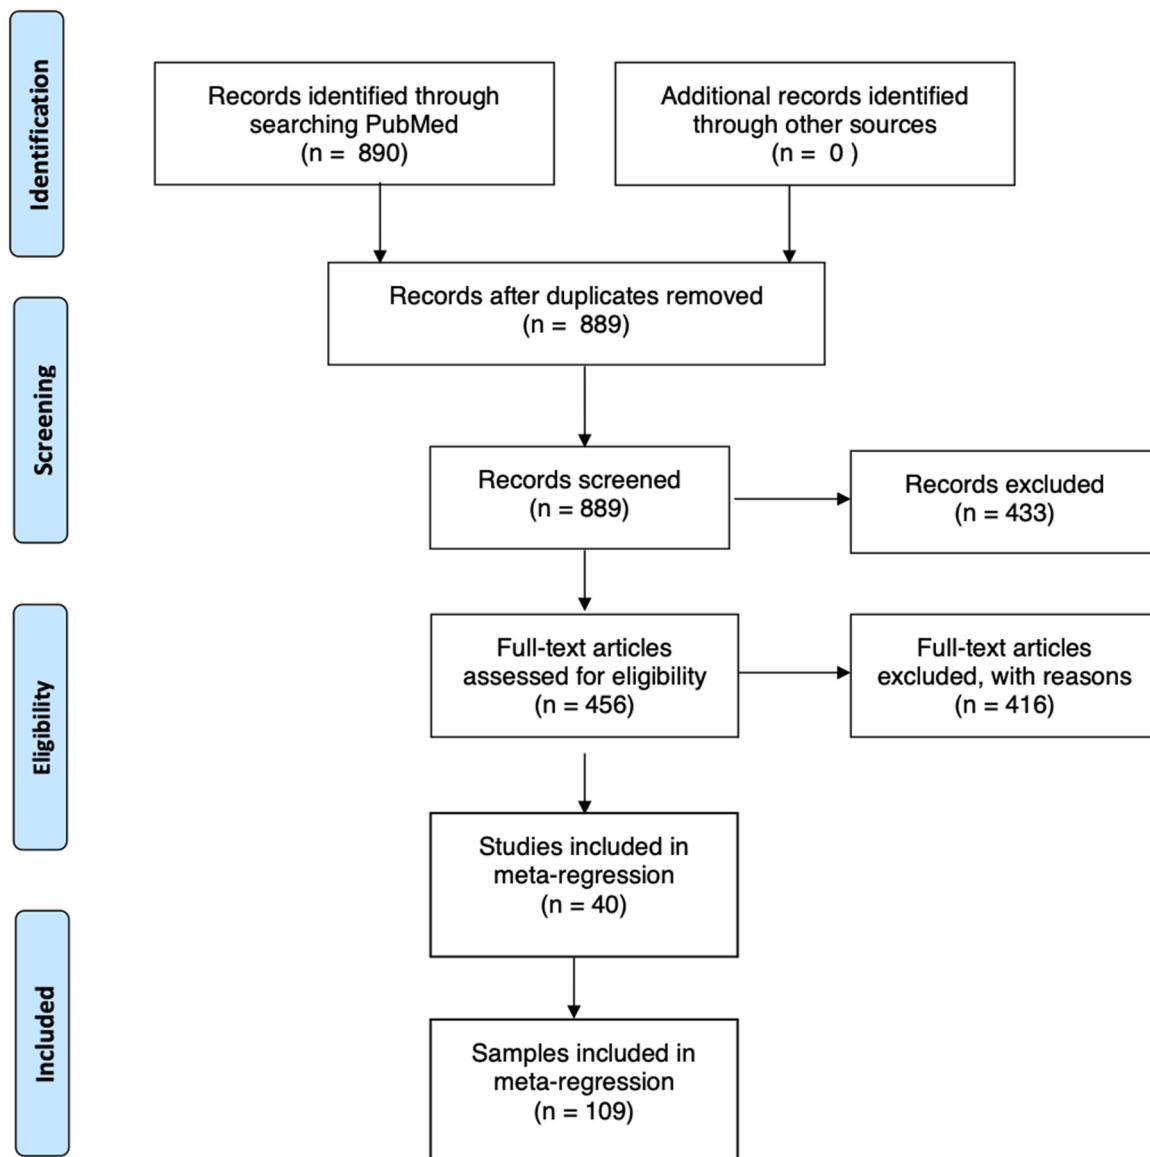 Identification
Records identified through
searching PubMed
(n =  890)
Additional records identified
through other sources
(n =  0 )
Records after duplicates removed
(n =  889)
Screening
Records screened
(n = 889)
Records excluded
(n = 433)
Eligibility
Full-text articles
assessed for eligibility
(n = 456)
Full-text articles
excluded, with reasons
(n = 416)
Studies included in
meta-regression
(n = 40)
Included
Samples included in
meta-regression
(n = 109)